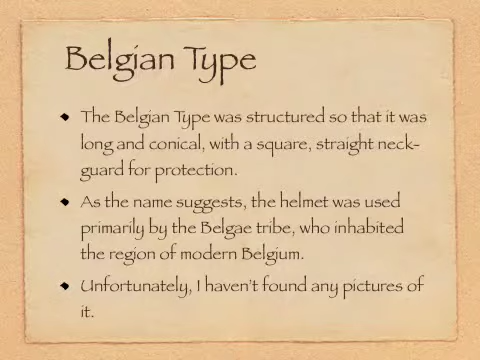 Belgian Type
The Belgian Type was structured so that it was
long and conical, with a square, straight neck-
guard for protection.
As the name suggests, the helmet was used
primarily by the Belgae tribe, who inhabited
the region of modern Belgium.
Unfortunately, I haven't found any pictures of
it.